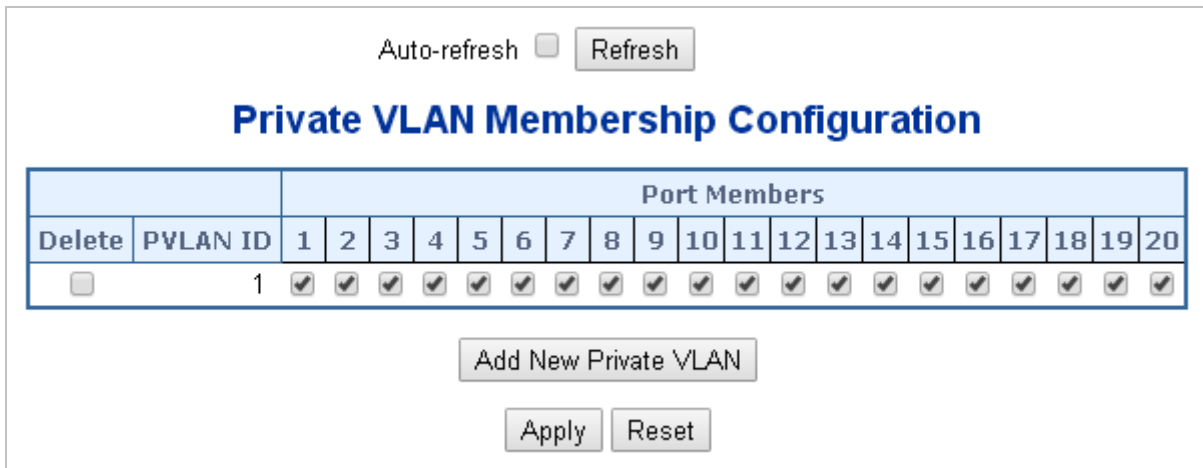 Auto-refresh Refresh
Private VLAN Membership Configuration
Port Members
Delete PVLAN ID 1 2 3 4 5 6 7 8 9 10 11 12 13 14 15 16 17 18 19 20
1
Add New Private VLAN
Apply Reset